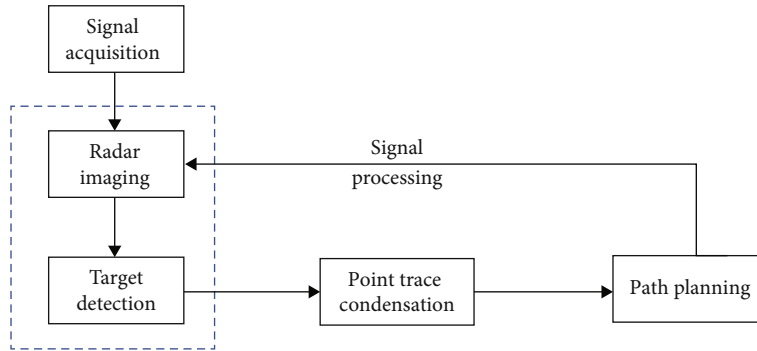 Signal
acquisition
Radar
imaging
Signal
processing
Target
detection
Point trace
condensation
Path planning